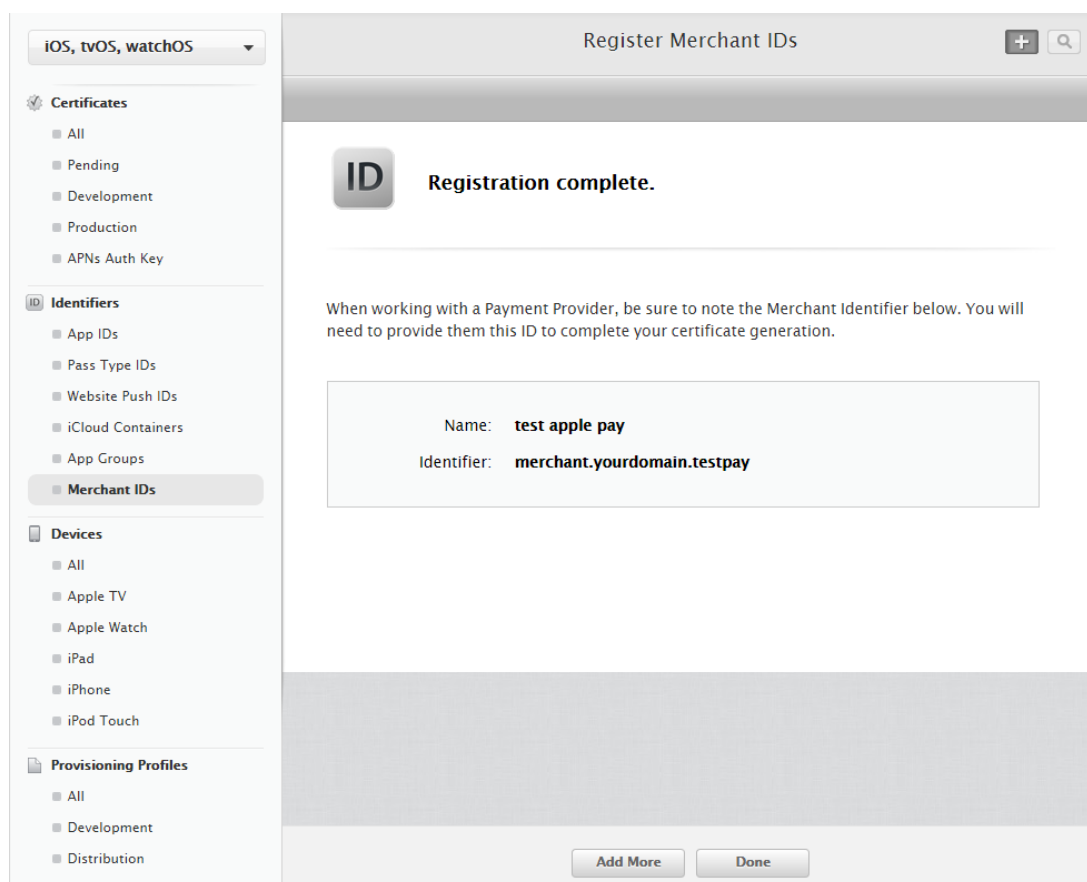 iOS, tvOS, watchOS
Certificates
All
Pending
Development
Production
APNs Auth Key
ID Identifiers
App IDs
Pass Type IDs
Website Push IDs
iCloud Containers
App Groups
Merchant IDs
Devices
All
Apple TV
Apple Watch
iPad
iPhone
iPod Touch
Provisioning Profiles
All
Development
Distribution
Register Merchant IDs
ID Registration complete.
When working with a Payment Provider, be sure to note the Merchant Identifier below. You will
need to provide them this ID to complete your certificate generation.
Name: test apple pay
Identifier: merchant.yourdomain.testpay
Add More Done